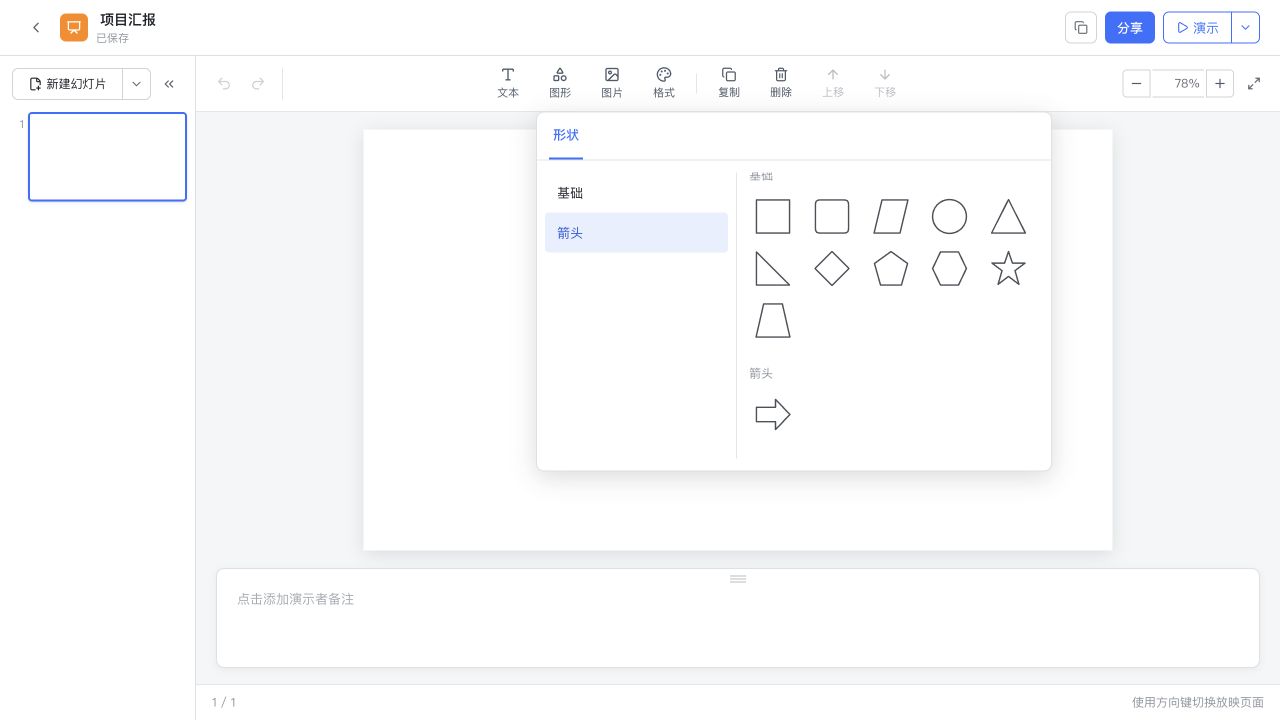 项目汇报
已保存
分享
演示
新建幻灯片
文本
图形
图片
格式
复制
删除
上移
下移
78%
1
形状
基础
箭头
基础
箭头
点击添加演示者备注
1 / 1
使用方向键切换放映页面